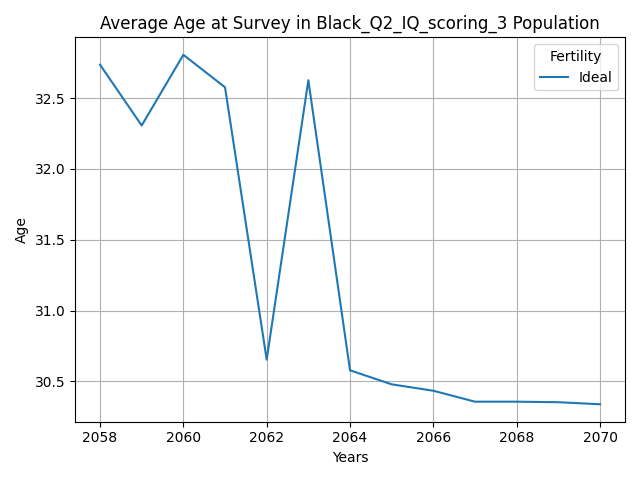 Average Age at Survey in Black_Q2_IQ_scoring_3 Population
Fertility
Ideal
Age
32.5
32.0
31.5
31.0
30.5
2058 2060 2062 2064 2066 2068 2070
Years